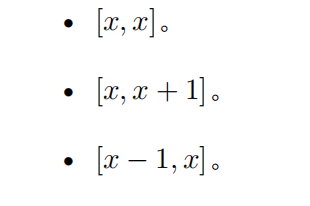 • [x, x]。
• [x, x + 1]。
• [x − 1, x]。